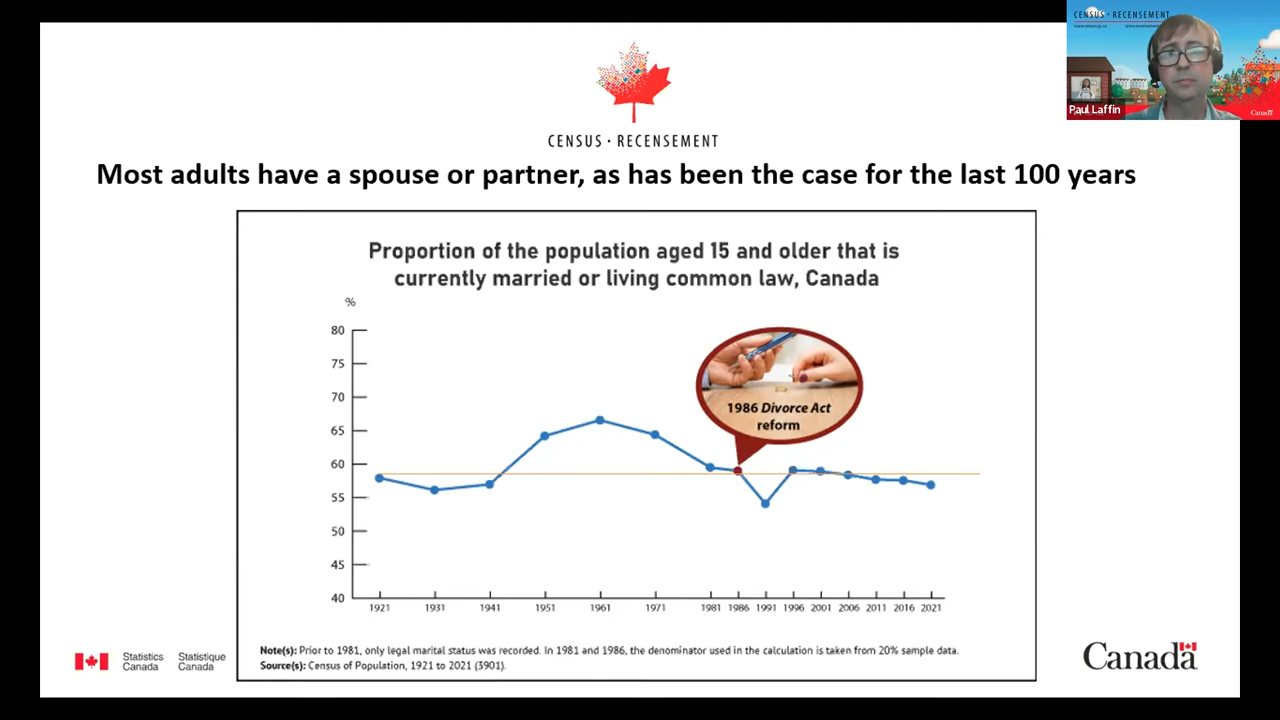 CENSUS • RECENSEMENT
Paul Laffin
Canada
CENSUS • RECENSEMENT
Most adults have a spouse or partner, as has been the case for the last 100 years
Proportion of the population aged 15 and older that is
currently married or living common law, Canada
%
80
75
70
65
60
55
50
45
40
1986 Divorce Act
reform
1921 1931 1941 1951 1961 1971 1981 1986 1991 1996 2001 2006 2011 2016 2021
Note(s): Prior to 1981, only legal marital status was recorded. In 1981 and 1986, the denominator used in the calculation is taken from 20% sample data.
Source(s): Census of Population, 1921 to 2021 (3901).
Statistics Statistique
Canada Canada
Canada